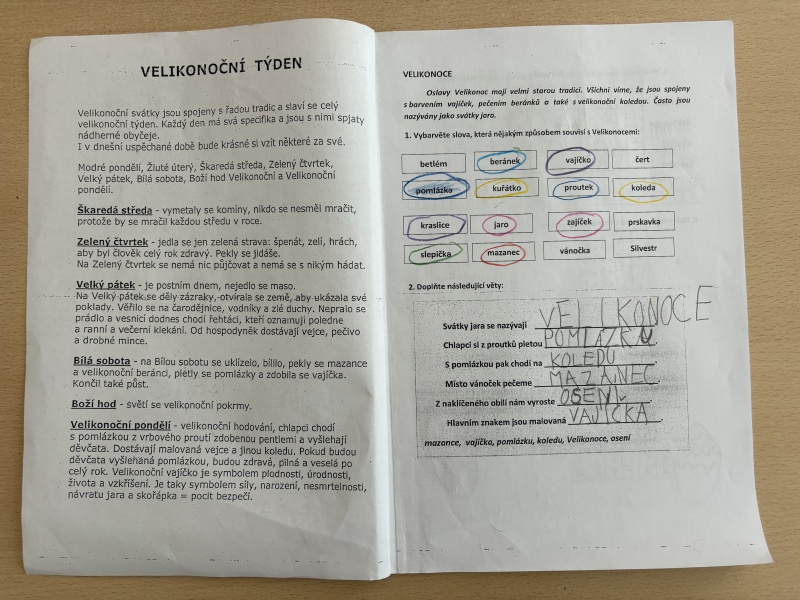 VELIKONOČNÍ TÝDEN
Velikonoční svátky jsou spojeny s řadou tradic a slaví se celý
velikonoční týden. Každý den má svá specifika a jsou s nimi spjaty
nádherné obyčeje.
I v dnešní uspěchané době bude krásné si vzít některé za své.
Modré pondělí, Žluté úterý, Škaredá středa, Zelený čtvrtek,
Velký pátek, Bílá sobota, Boží hod Velikonoční a Velikonoční
pondělí.
Škaredá středa - vymetaly se komíny, nikdo se nesměl mračit,
protože by se mračil každou středu v roce.
Zelený čtvrtek - jedla se jen zelená strava: špenát, zelí, hrách,
aby byl člověk celý rok zdravý. Pekly se jidáše.
Na Zelený čtvrtek se nemá nic půjčovat a nemá se s nikým hádat.
Velký pátek - je postním dnem, nejedlo se maso.
Na Velký pátek se děly zázraky, otvírala se země, aby ukázala své
poklady. Věřilo se na čarodějnice, vodníky a zlé duchy. Nepralo se
prádlo a vesnicí dodnes chodí řehtáci, kteří oznamují poledne
a ranní a večerní klekání. Od hospodyněk dostávají vejce, pečivo
a drobné mince.
Bílá sobota - na Bílou sobotu se uklízelo, bílilo, pekly se mazance
a velikonoční beránci, pletly se pomlázky a zdobila se vajíčka.
Končil také půst.
Boží hod - světí se velikonoční pokrmy.
Velikonoční pondělí - velikonoční hodování, chlapci chodí
s pomlázkou z vrbového proutí zdobenou pentlemi a vyšlehají
děvčata. Dostávají malovaná vejce a jinou koledu. Pokud budou
děvčata vyšlehaná pomlázkou, budou zdravá, pilná a veselá po
celý rok. Velikonoční vajíčko je symbolem plodnosti, úrodnosti,
života a vzkříšení. Je taky symbolem síly, narození, nesmrtelnosti,
návratu jara a skořápka = pocit bezpečí.
VELIKONOCE
Oslavy Velikonoc mají velmi starou tradici. Všichni víme, že jsou spojeny
s barvením vajíček, pečením beránků a také s velikonoční koledou. Často jsou
nazývány jako svátky jara.
1. Vybarvěte slova, která nějakým způsobem souvisí s Velikonocemi:
betlém beránek vajíčko čert
pomlázka kuřátko proutek koleda
kraslice jaro zajíček prskavka
slepička mazanec vánočka Silvestr
2. Doplňte následující věty:
Svátky jara se nazývají VELIKONOCE
Chlapci si z proutků pletou POMLÁZKU.
S pomlázkou pak chodí na KOLEDU.
Místo vánoček pečeme MAZANEC.
Z naklíčeného obilí nám vyroste OSENÍ.
Hlavním znakem jsou malovaná VAJÍČKA.
mazance, vajíčka, pomlázku, koledu, Velikonoce, osení